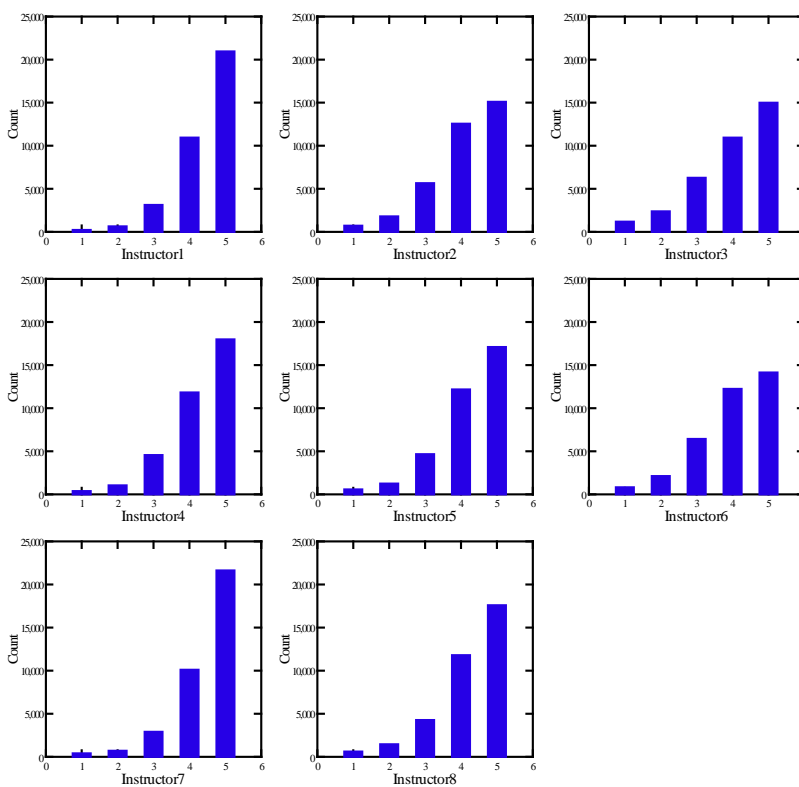 25,000 25,000 25,000
20,000 20,000 20,000
15,000 15,000 15,000
Count Count Count
10,000 10,000 10,000
5,000 5,000 5,000
0 0 0
0 1 2 3 4 5 6 0 1 2 3 4 5 6 0 1 2 3 4 5
Instructor1 Instructor2 Instructor3
25,000 25,000 25,000
20,000 20,000 20,000
15,000 15,000 15,000
Count Count Count
10,000 10,000 10,000
5,000 5,000 5,000
0 0 0
0 1 2 3 4 5 6 0 1 2 3 4 5 6 0 1 2 3 4 5
Instructor4 Instructor5 Instructor6
25,000 25,000
20,000 20,000
15,000 15,000
Count Count
10,000 10,000
5,000 5,000
0 0
0 1 2 3 4 5 6 0 1 2 3 4 5 6
Instructor7 Instructor8